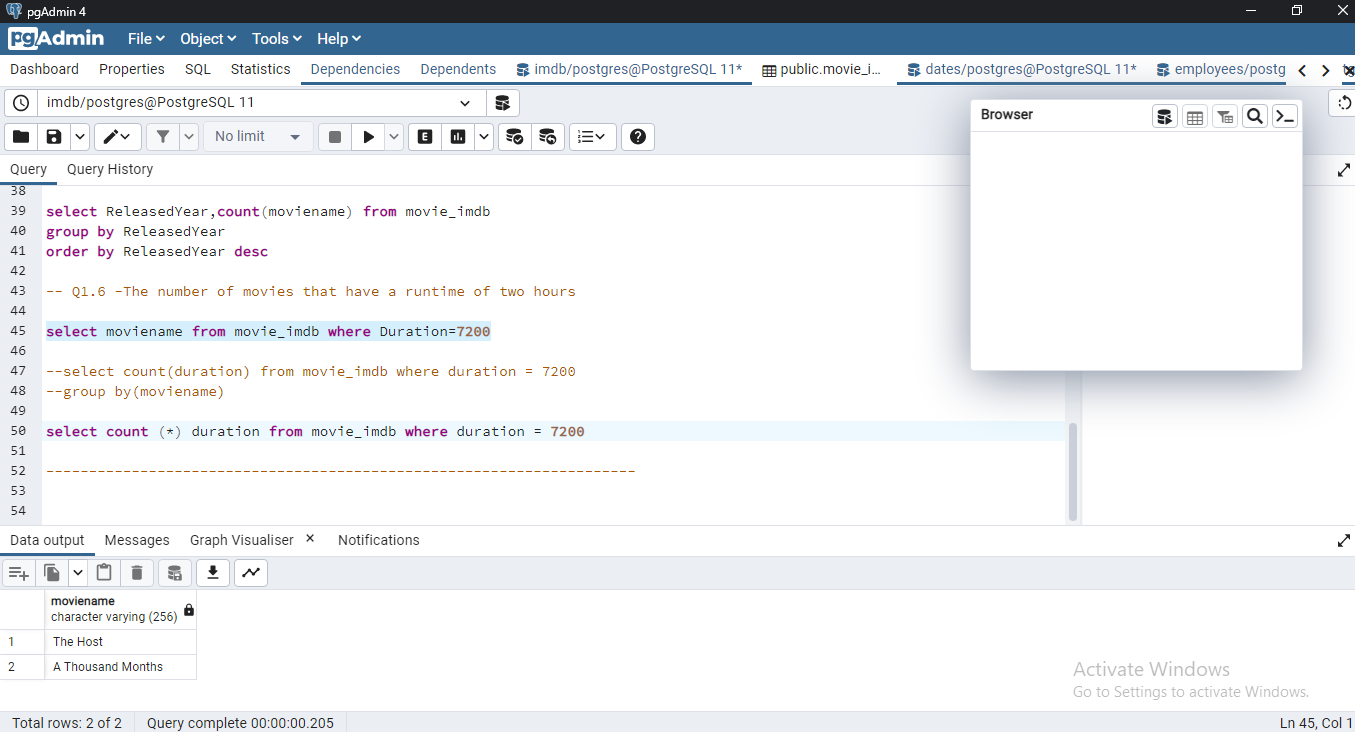 pgAdmin 4
pgAdmin File Object Tools Help
Dashboard Properties SQL Statistics Dependencies Dependents imdb/postgres@PostgreSQL 11* public.movie_i... dates/postgres@PostgreSQL 11* employees/postg
imdb/postgres@PostgreSQL 11
Browser
No limit
E
Query Query History
38
39 select ReleasedYear,count(moviename) from movie_imdb
40 group by ReleasedYear
41 order by ReleasedYear desc
42
43 -- Q1.6 -The number of movies that have a runtime of two hours
44
45 select moviename from movie_imdb where Duration=7200
46
47 --select count(duration) from movie_imdb where duration = 7200
48 --group by(moviename)
49
50 select count (*) duration from movie_imdb where duration = 7200
51
52 ---------------------------------------------------------------------
53
54
Data output Messages Graph Visualiser Notifications
moviename
character varying (256)
1 The Host
2 A Thousand Months
Activate Windows
Go to Settings to activate Windows.
Total rows: 2 of 2 Query complete 00:00:00.205 Ln 45, Col 1